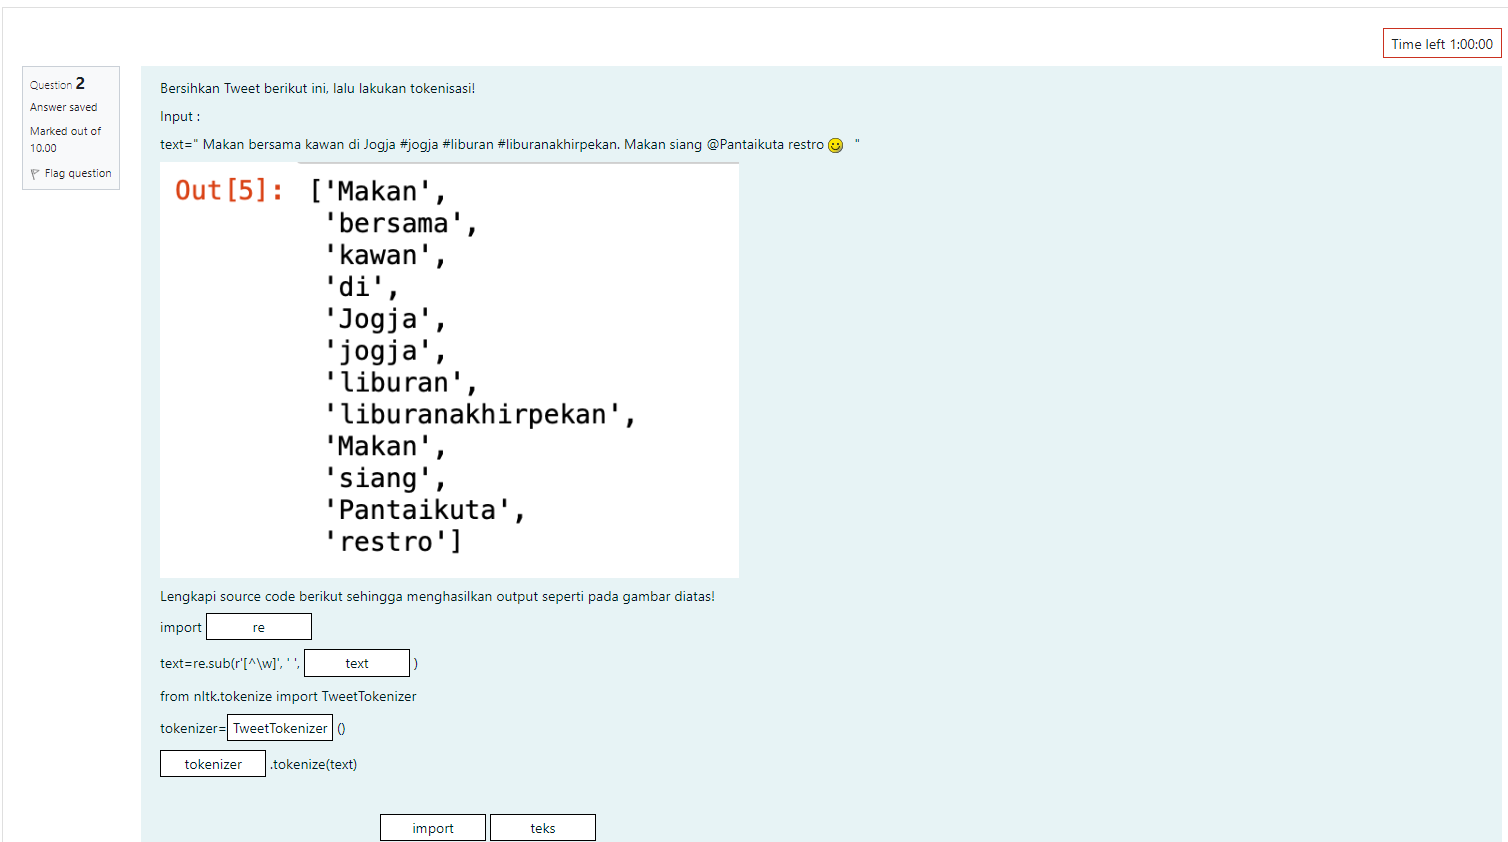 Time left 1:00:00
Question 2
Answer saved
Marked out of
10.00
Flag question
Bersihkan Tweet berikut ini, lalu lakukan tokenisasi!
Input :
text=" Makan bersama kawan di Jogja #jogja #liburan #liburanakhirpekan. Makan siang @Pantaikuta restro 🙂 "
Out[5]: ['Makan',
'bersama',
'kawan',
'di',
'Jogja',
'jogja',
'liburan',
'liburanakhirpekan',
'Makan',
'siang',
'Pantaikuta',
'restro']
Lengkapi source code berikut sehingga menghasilkan output seperti pada gambar diatas!
import re
text=re.sub(r'[^\w]', ' ', text )
from nltk.tokenize import TweetTokenizer
tokenizer= TweetTokenizer ()
tokenizer .tokenize(text)
import teks